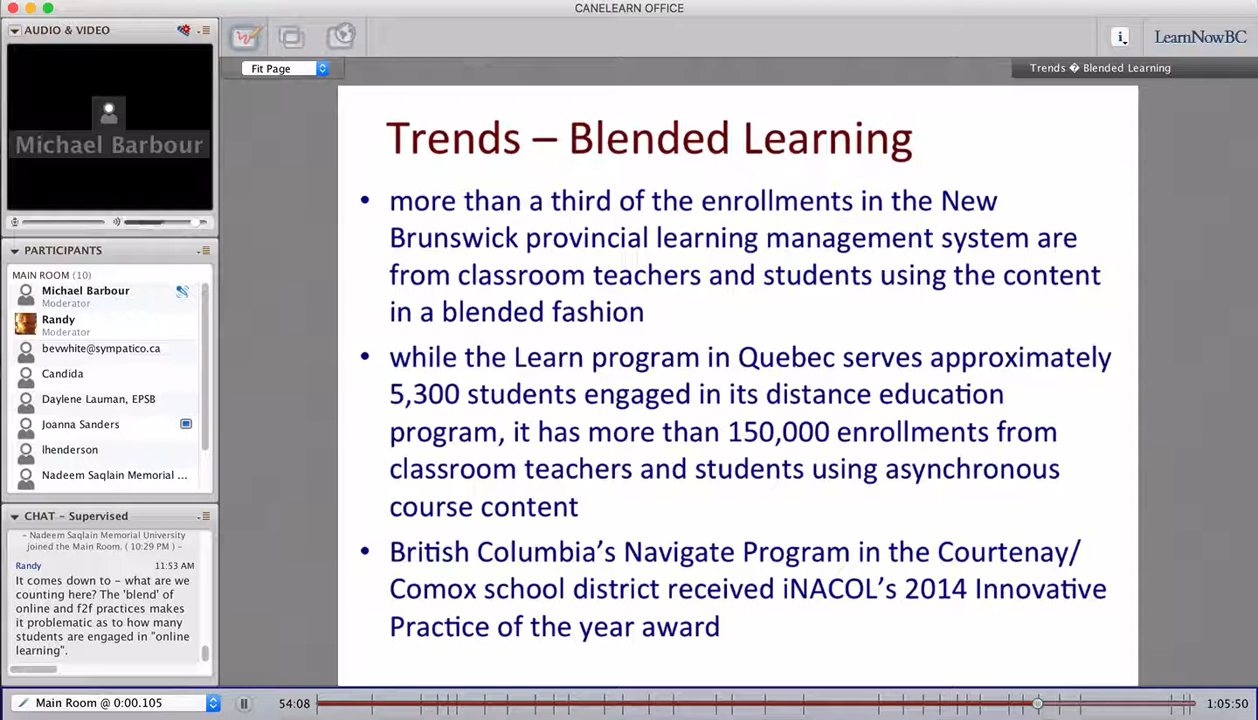 CANELEARN OFFICE
AUDIO & VIDEO
Michael Barbour
PARTICIPANTS
MAIN ROOM (10)
Michael Barbour
Moderator
Randy
Moderator
bevwhite@sympatico.ca
Candida
Daylene Lauman, EPSB
Joanna Sanders
lhenderson
Nadeem Saqlain Memorial ...
CHAT - Supervised
- Nadeem Saqlain Memorial University
joined the Main Room. ( 10:29 PM ) -
Randy 11:53 AM
It comes down to - what are we
counting here? The 'blend' of
online and f2f practices makes
it problematic as to how many
students are engaged in "online
learning".
Main Room @ 0:00.105
Fit Page
i
LearnNowBC
Trends � Blended Learning
Trends – Blended Learning
• more than a third of the enrollments in the New
Brunswick provincial learning management system are
from classroom teachers and students using the content
in a blended fashion
• while the Learn program in Quebec serves approximately
5,300 students engaged in its distance education
program, it has more than 150,000 enrollments from
classroom teachers and students using asynchronous
course content
• British Columbia's Navigate Program in the Courtenay/
Comox school district received iNACOL's 2014 Innovative
Practice of the year award
54:08
1:05:50